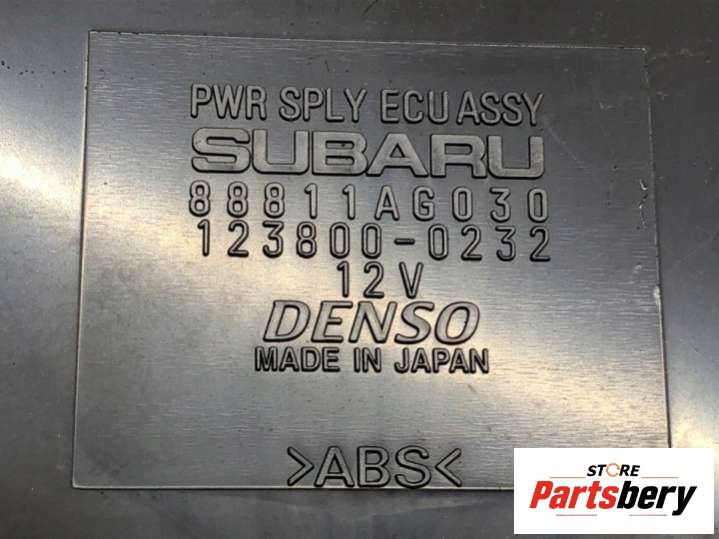 PWR SPLY ECU ASSY
SUBARU
88811AG030
123800-0232
12V
DENSO
MADE IN JAPAN
>ABS<
STORE
Partsbery